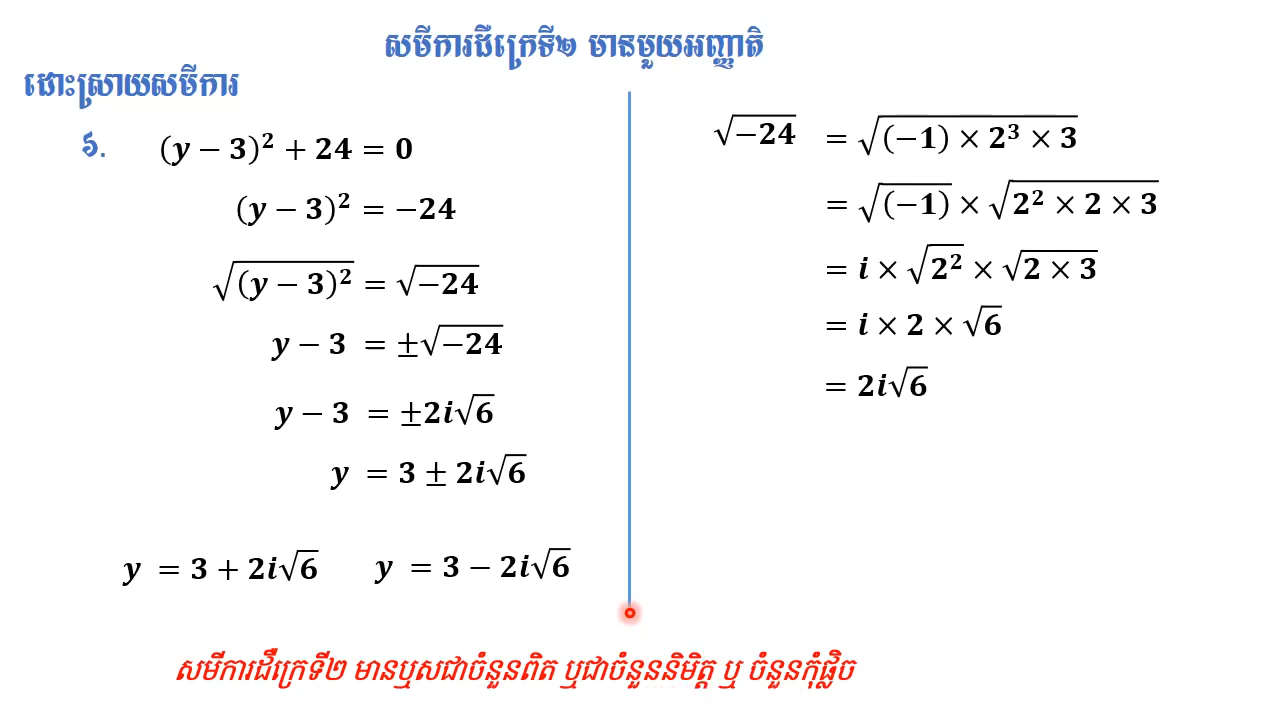 សមីការដឺក្រេទី២ មានមួយអញ្ញាតិ
ដោះស្រាយសមីការ
៦. (y − 3)² + 24 = 0
(y − 3)² = −24
√(y − 3)² = √−24
y − 3 = ±√−24
y − 3 = ±2i√6
y = 3 ± 2i√6
y = 3 + 2i√6 y = 3 − 2i√6
√−24 = √(−1) × 2³ × 3
= √(−1) × √2² × 2 × 3
= i × √2² × √2 × 3
= i × 2 × √6
= 2i√6
សមីការដឺក្រេទី២ មានឬសជាចំនួនពិត ឬជាចំនួននិមិត្ត ឬ ចំនួនកុំផ្លិច